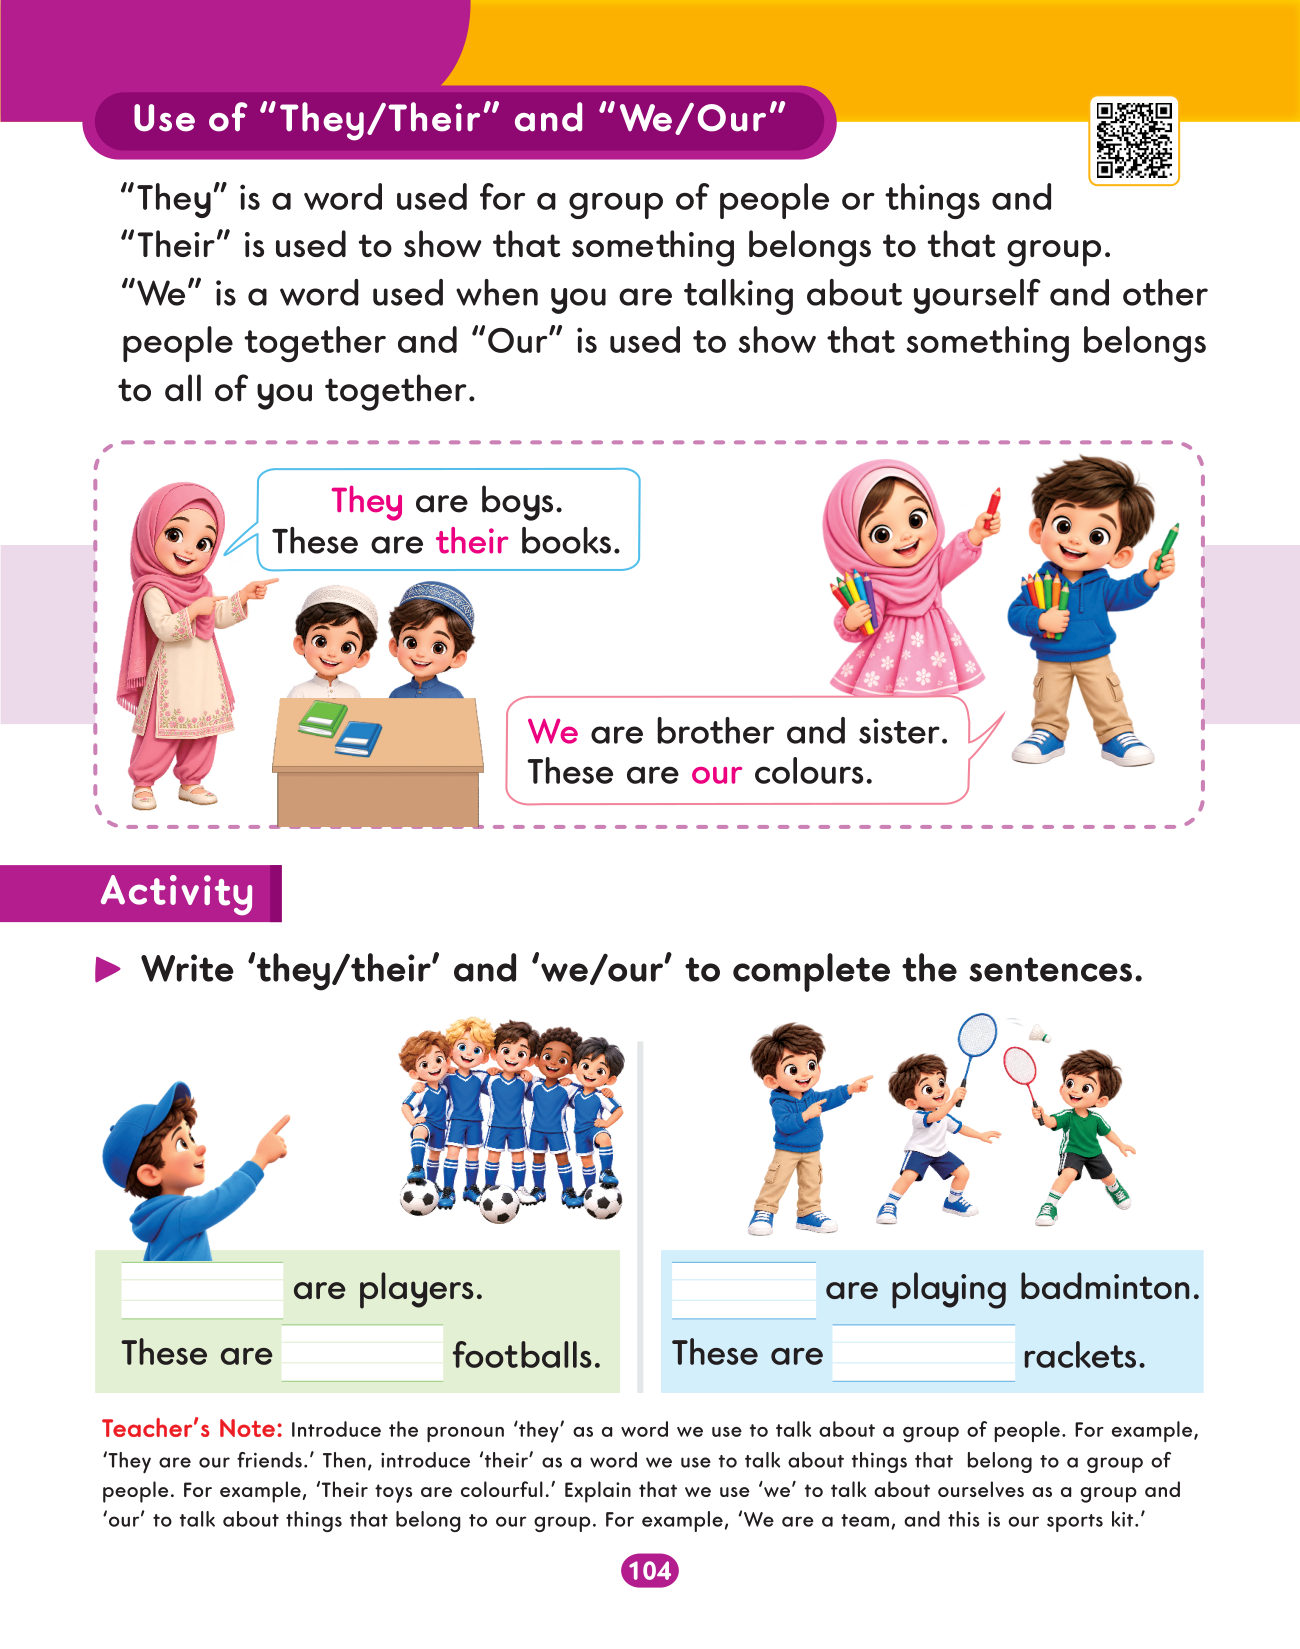 Use of “They/Their” and “We/Our”
“They” is a word used for a group of people or things and
“Their” is used to show that something belongs to that group.
“We” is a word used when you are talking about yourself and other
people together and “Our” is used to show that something belongs
to all of you together.
They are boys.
These are their books.
We are brother and sister.
These are our colours.
Activity
Write ‘they/their’ and ‘we/our’ to complete the sentences.
are players.
These are footballs.
are playing badminton.
These are rackets.
Teacher’s Note: Introduce the pronoun ‘they’ as a word we use to talk about a group of people. For example,
‘They are our friends.’ Then, introduce ‘their’ as a word we use to talk about things that belong to a group of
people. For example, ‘Their toys are colourful.’ Explain that we use ‘we’ to talk about ourselves as a group and
‘our’ to talk about things that belong to our group. For example, ‘We are a team, and this is our sports kit.’
104